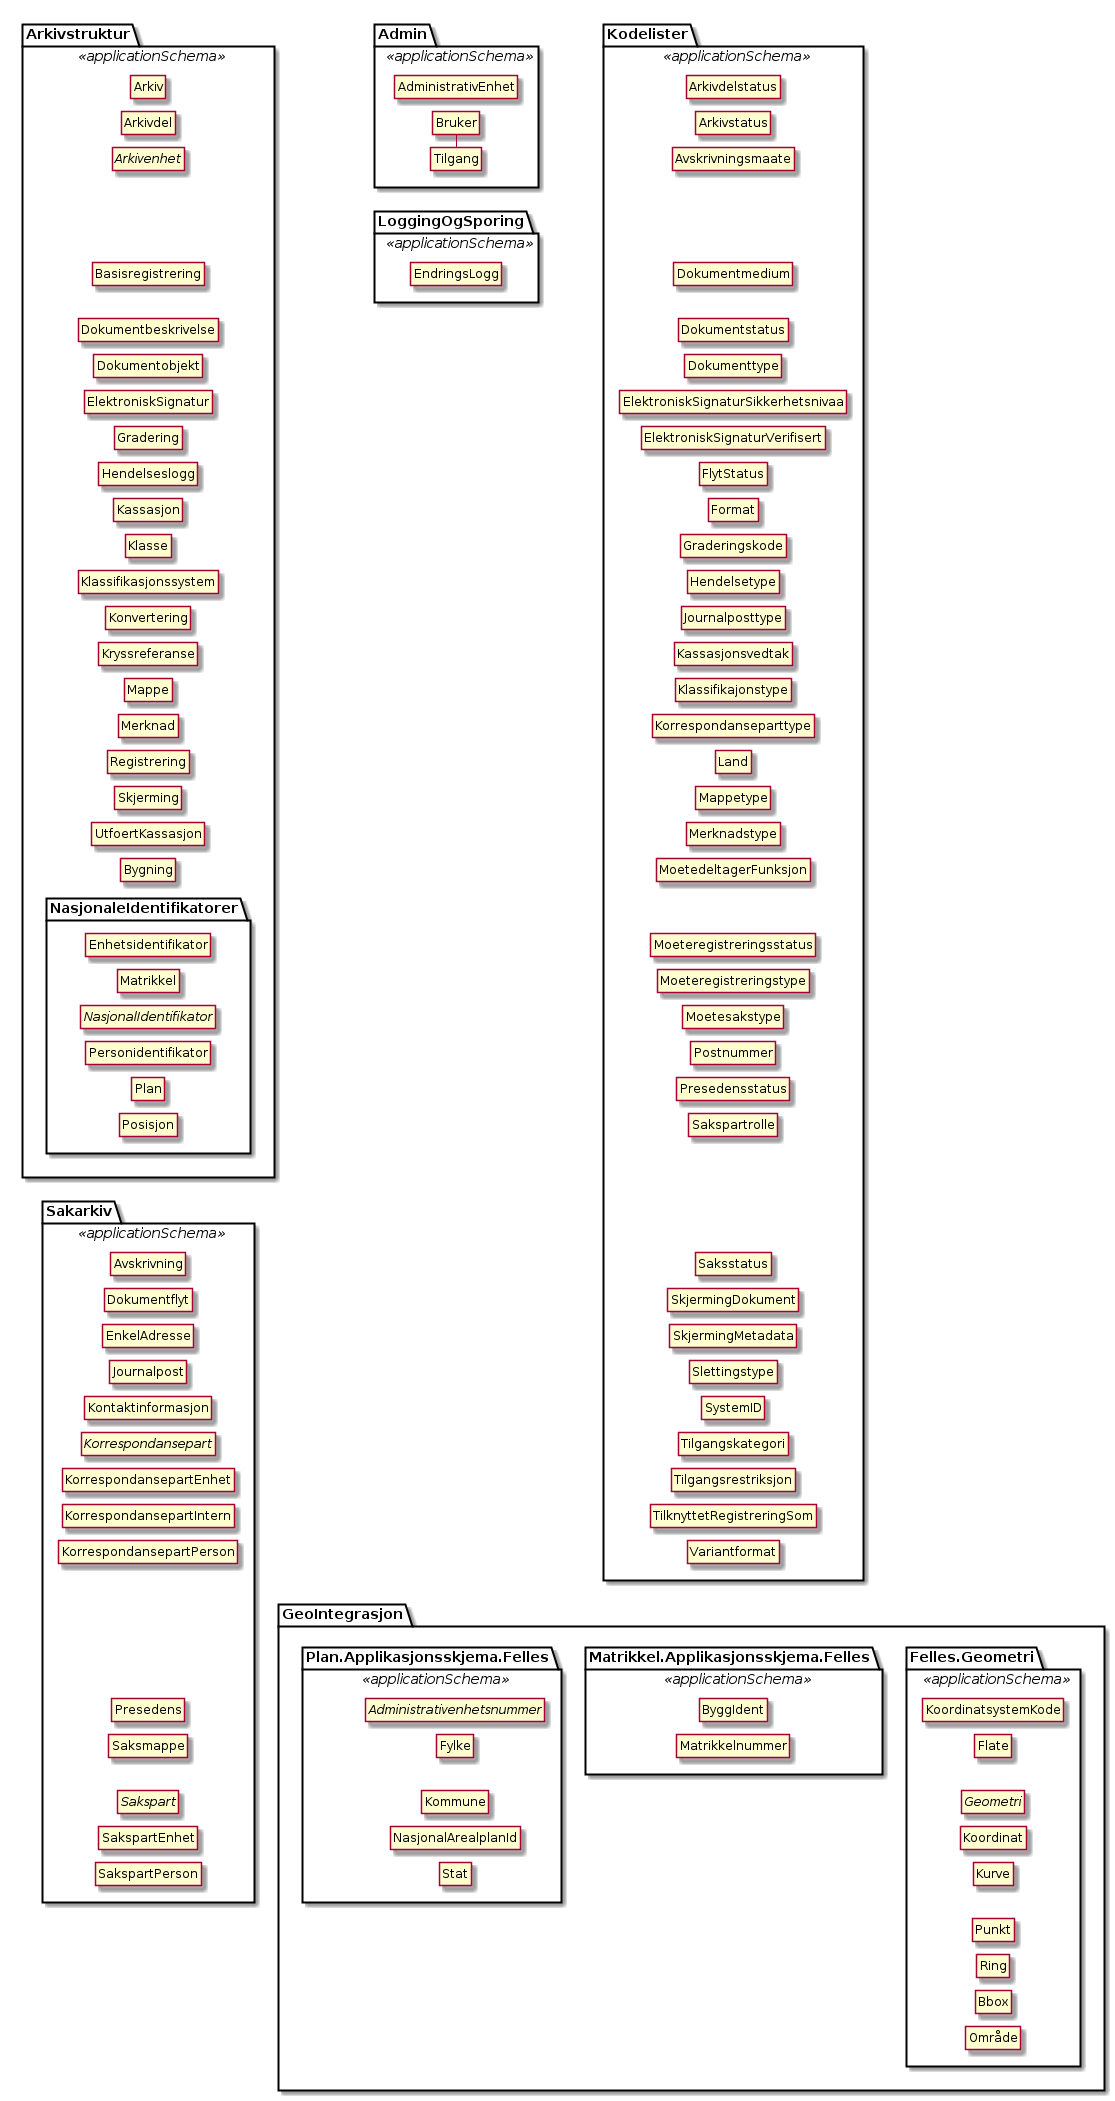 Arkivstruktur
«applicationSchema»
Arkiv
Arkivdel
Arkivenhet
Basisregistrering
Dokumentbeskrivelse
Dokumentobjekt
ElektroniskSignatur
Gradering
Hendelseslogg
Kassasjon
Klasse
Klassifikasjonssystem
Konvertering
Kryssreferanse
Mappe
Merknad
Registrering
Skjerming
UtfoertKassasjon
Bygning
NasjonaleIdentifikatorer
Enhetsidentifikator
Matrikkel
NasjonalIdentifikator
Personidentifikator
Plan
Posisjon
Admin
«applicationSchema»
AdministrativEnhet
Bruker
Tilgang
LoggingOgSporing
«applicationSchema»
EndringsLogg
Kodelister
«applicationSchema»
Arkivdelstatus
Arkivstatus
Avskrivningsmaate
Dokumentmedium
Dokumentstatus
Dokumenttype
ElektroniskSignaturSikkerhetsnivaa
ElektroniskSignaturVerifisert
FlytStatus
Format
Graderingskode
Hendelsetype
Journalposttype
Kassasjonsvedtak
Klassifikajonstype
Korrespondanseparttype
Land
Mappetype
Merknadstype
MoetedeltagerFunksjon
Moeteregistreringsstatus
Moeteregistreringstype
Moetesakstype
Postnummer
Presedensstatus
Sakspartrolle
Saksstatus
SkjermingDokument
SkjermingMetadata
Slettingstype
SystemID
Tilgangskategori
Tilgangsrestriksjon
TilknyttetRegistreringSom
Variantformat
Sakarkiv
«applicationSchema»
Avskrivning
Dokumentflyt
EnkelAdresse
Journalpost
Kontaktinformasjon
Korrespondansepart
KorrespondansepartEnhet
KorrespondansepartIntern
KorrespondansepartPerson
Presedens
Saksmappe
Sakspart
SakspartEnhet
SakspartPerson
GeoIntegrasjon
Plan.Applikasjonsskjema.Felles
«applicationSchema»
Administrativenhetsnummer
Fylke
Kommune
NasjonalArealplanId
Stat
Matrikkel.Applikasjonsskjema.Felles
«applicationSchema»
ByggIdent
Matrikkelnummer
Felles.Geometri
«applicationSchema»
KoordinatsystemKode
Flate
Geometri
Koordinat
Kurve
Punkt
Ring
Bbox
Område